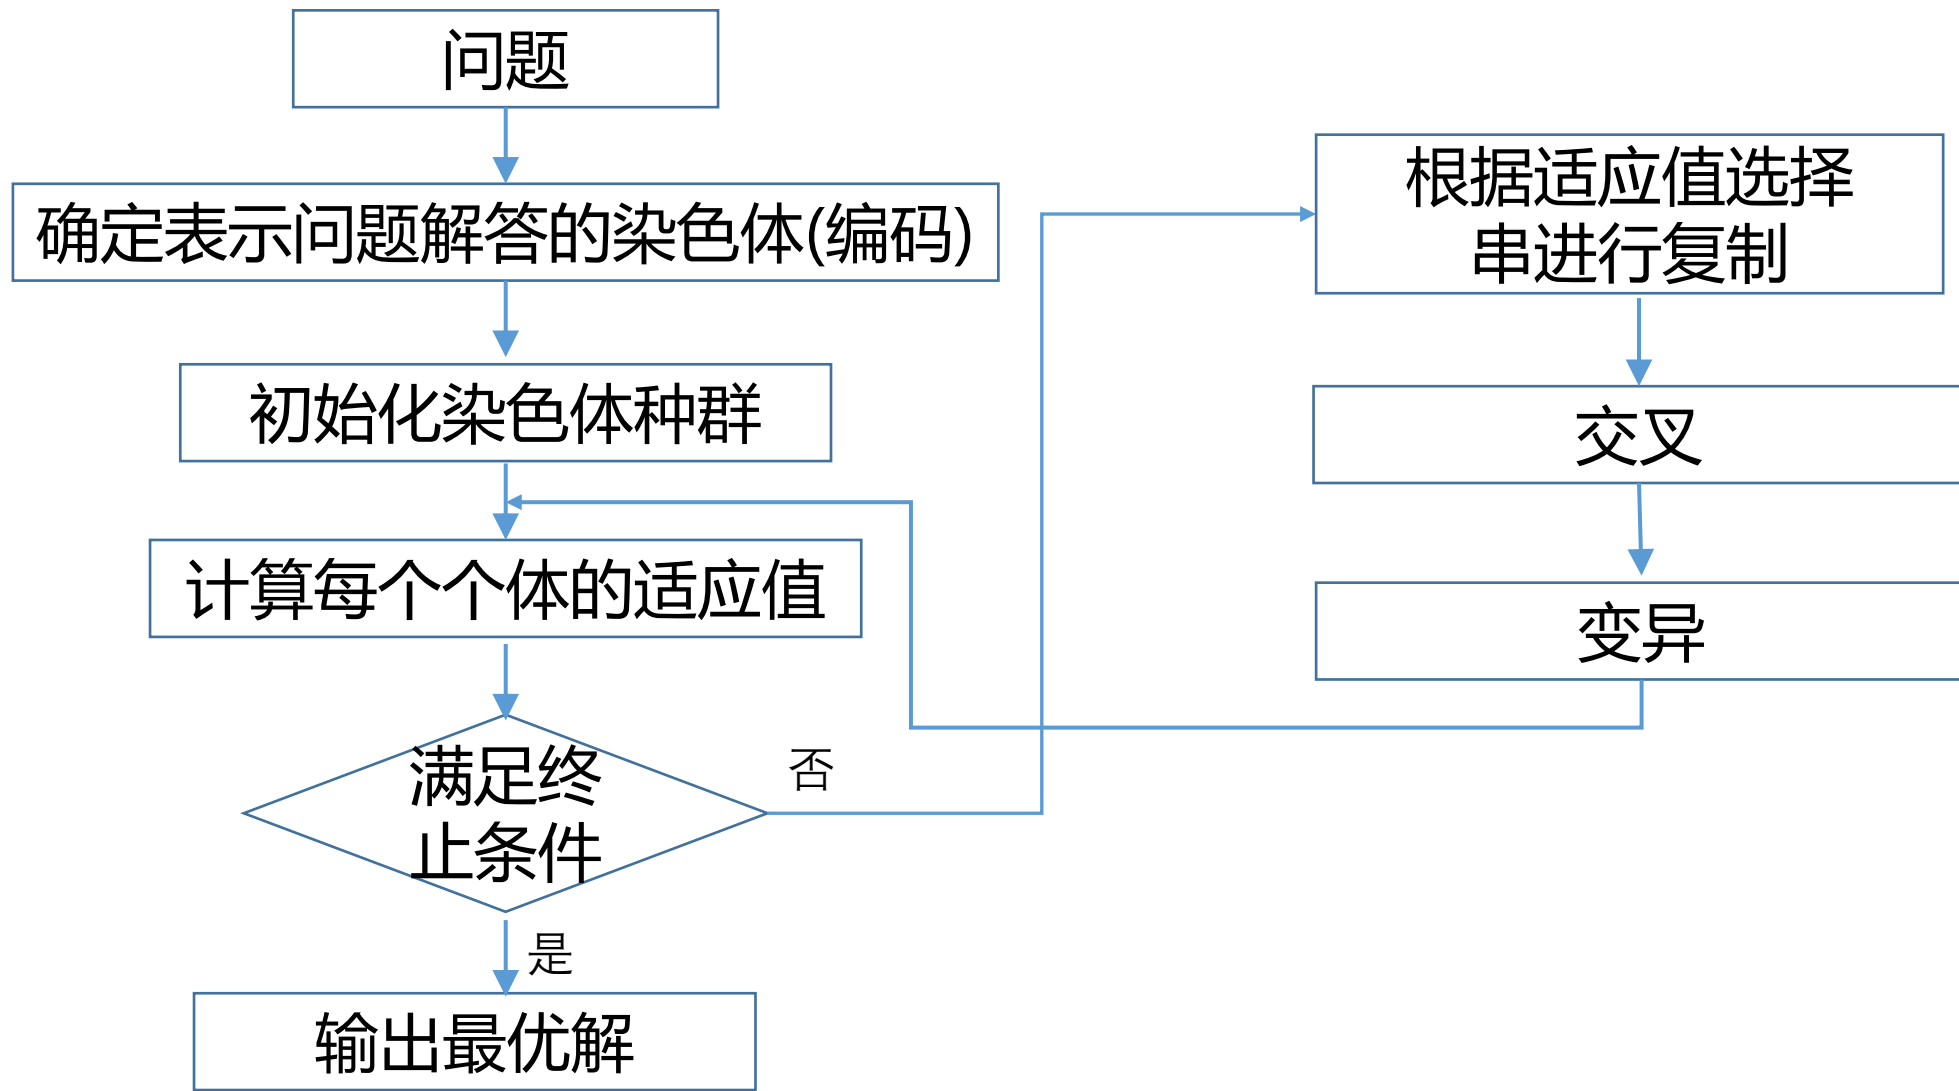 问题
确定表示问题解答的染色体(编码)
初始化染色体种群
计算每个个体的适应值
满足终
止条件
否
是
输出最优解
根据适应值选择
串进行复制
交叉
变异